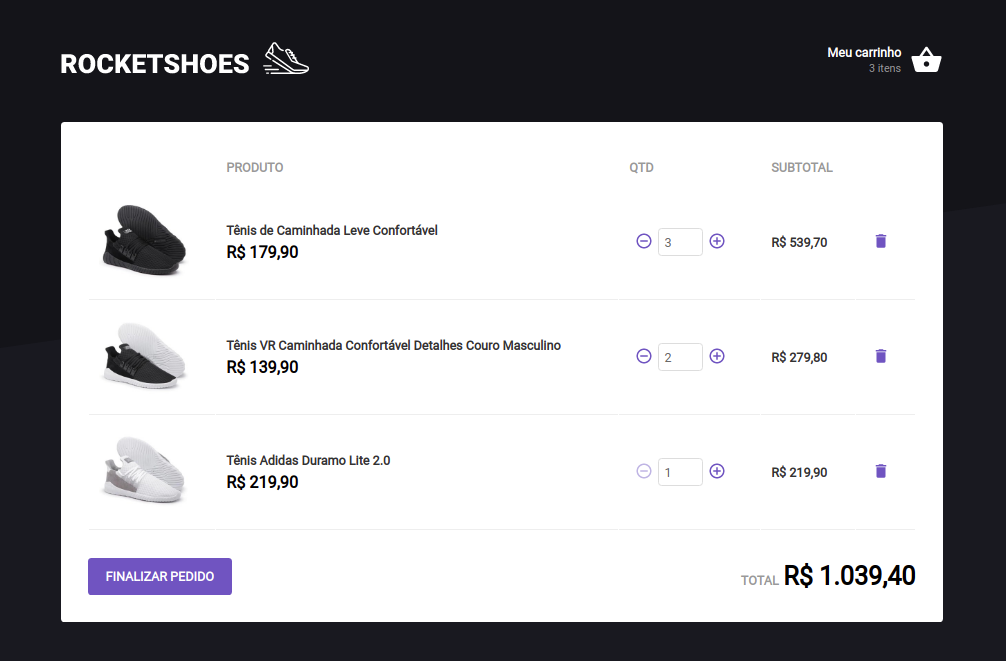 ROCKETSHOES
Meu carrinho
3 itens
PRODUTO QTD SUBTOTAL
Tênis de Caminhada Leve Confortável
R$ 179,90
3
R$ 539,70
Tênis VR Caminhada Confortável Detalhes Couro Masculino
R$ 139,90
2
R$ 279,80
Tênis Adidas Duramo Lite 2.0
R$ 219,90
1
R$ 219,90
FINALIZAR PEDIDO
TOTAL R$ 1.039,40